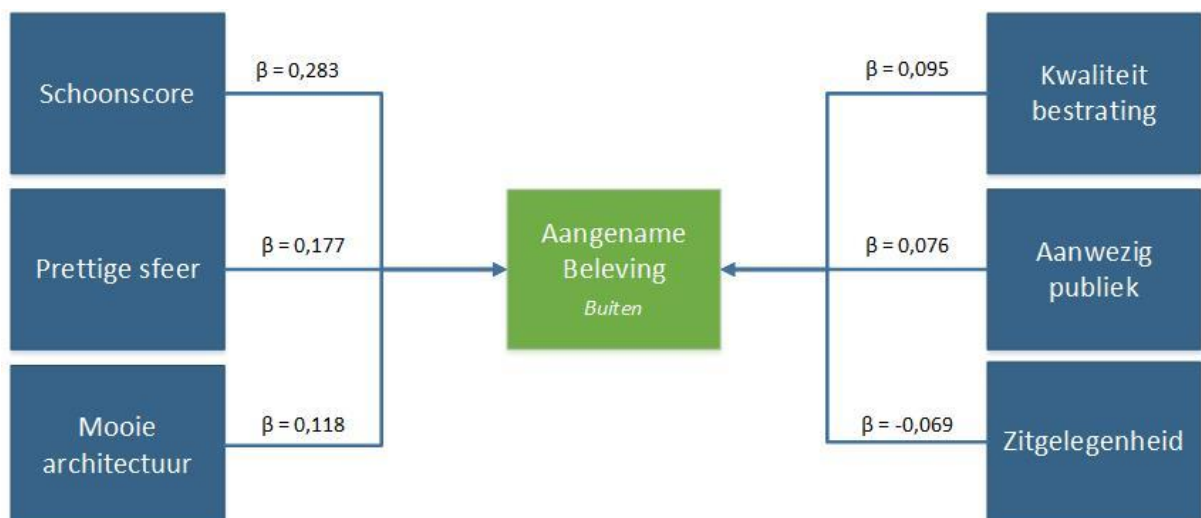 Schoonscore
β = 0,283
Prettige sfeer
β = 0,177
Mooie
architectuur
β = 0,118
Aangename
Beleving
Buiten
β = 0,095
Kwaliteit
bestrating
β = 0,076
Aanwezig
publiek
β = -0,069
Zitgelegenheid